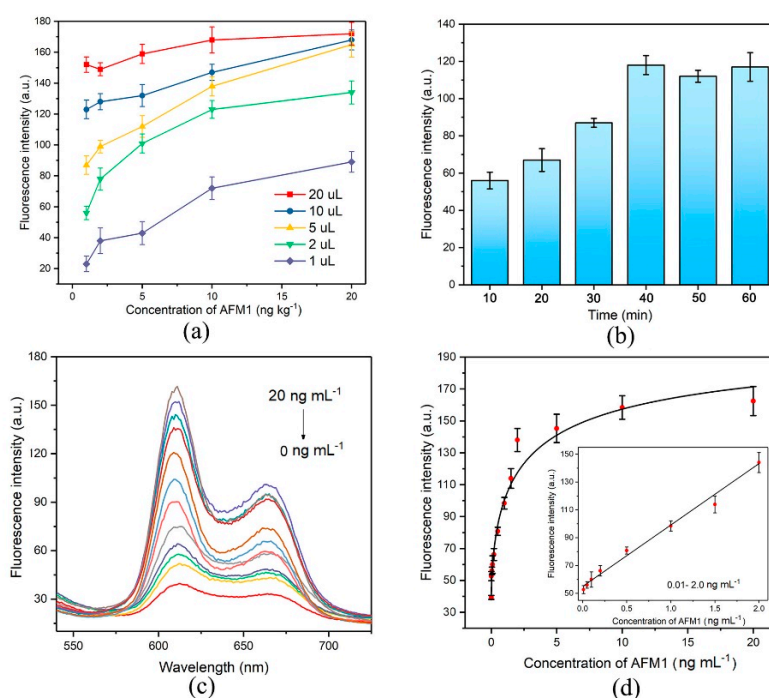 180
160
140
120
100
80
60
40
20
0
5
10
15
20
Fluorescence intensity (a.u.)
Concentration of AFM1 (ng kg-1)
20 uL
10 uL
5 uL
2 uL
1 uL
(a)
140
120
100
80
60
40
20
0
10
20
30
40
50
60
Fluorescence intensity (a.u.)
Time (min)
(b)
180
150
120
90
60
30
550
600
650
700
Fluorescence intensity (a.u.)
Wavelength (nm)
20 ng mL-1
0 ng mL-1
(c)
190
170
150
130
110
90
70
50
30
0
5
10
15
20
Fluorescence intensity (a.u.)
Concentration of AFM1 (ng mL-1)
150
130
110
90
70
50
0.0
0.5
1.0
1.5
2.0
Fluorescence intensity (a.u.)
Concentration of AFM1 (ng mL-1)
0.01- 2.0 ng mL-1
(d)